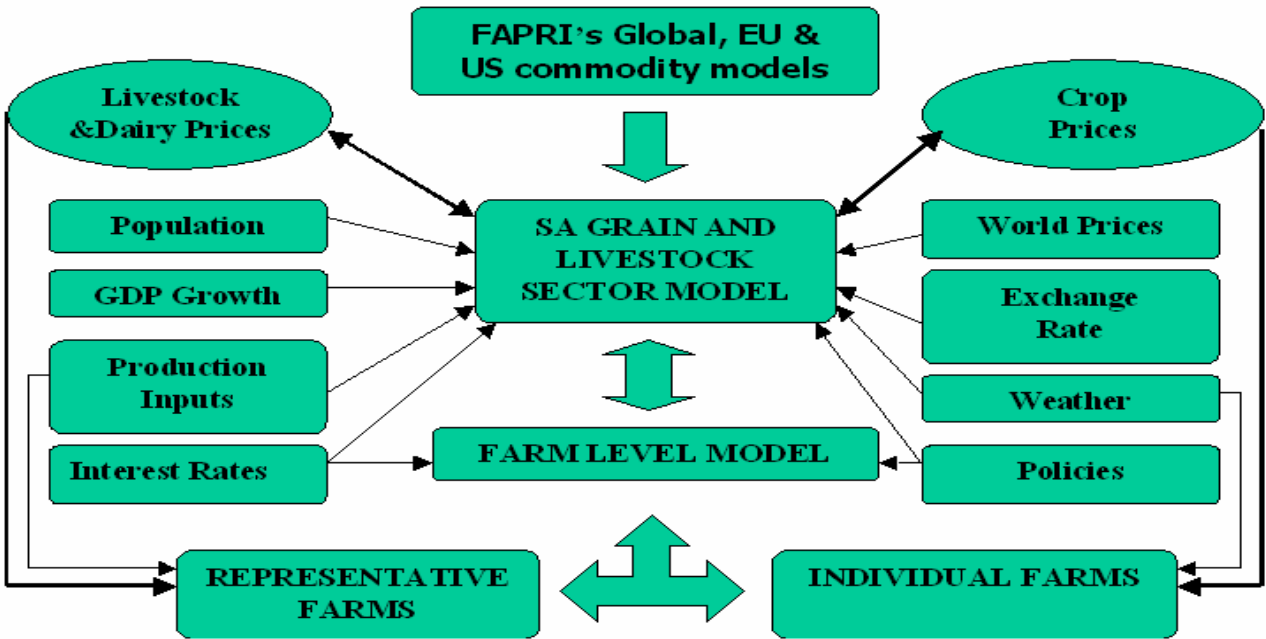 FAPRI's Global, EU &
US commodity models
Livestock
&Dairy Prices
Crop
Prices
Population
SA GRAIN AND
LIVESTOCK
SECTOR MODEL
World Prices
GDP Growth
Exchange
Rate
Production
Inputs
Weather
Interest Rates
FARM LEVEL MODEL
Policies
REPRESENTATIVE
FARMS
INDIVIDUAL FARMS